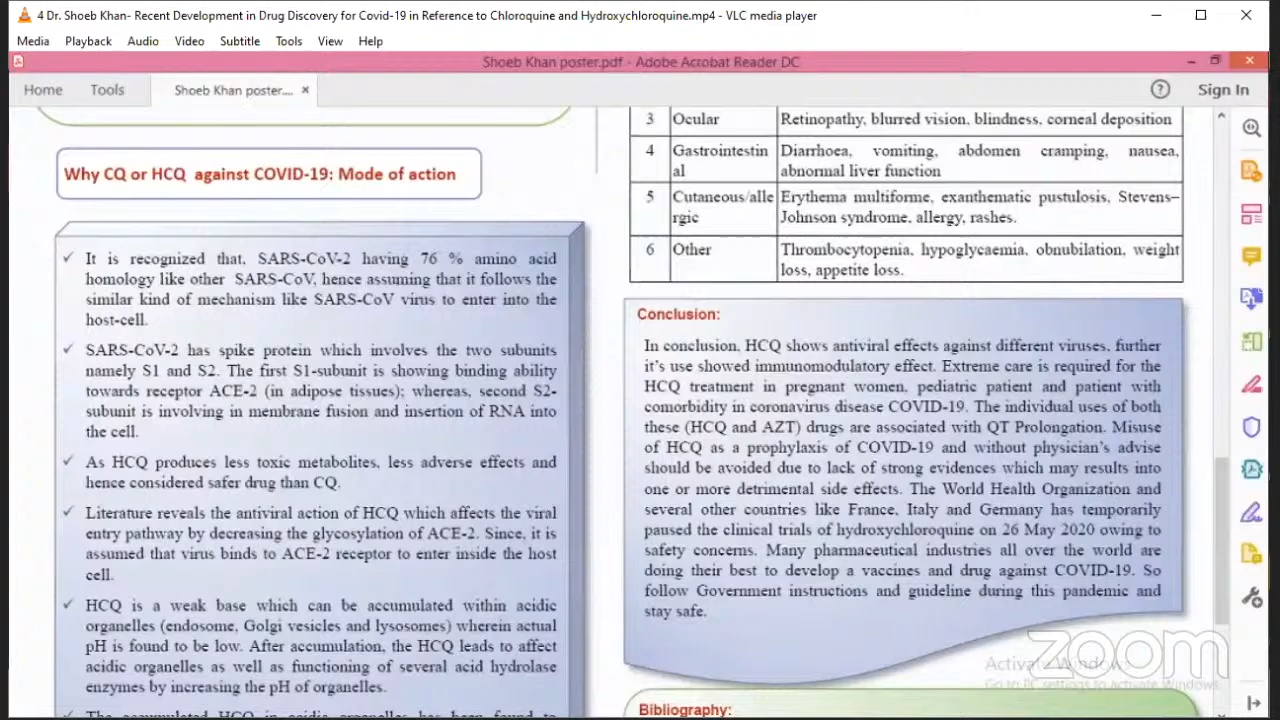 4 Dr. Shoeb Khan- Recent Development in Drug Discovery for Covid-19 in Reference to Chloroquine and Hydroxychloroquine.mp4 - VLC media player
Media Playback Audio Video Subtitle Tools View Help
Shoeb Khan poster.pdf - Adobe Acrobat Reader DC
Home Tools Shoeb Khan poster.... × Sign In
Why CQ or HCQ against COVID-19: Mode of action
✓ It is recognized that, SARS-CoV-2 having 76 % amino acid
homology like other SARS-CoV, hence assuming that it follows the
similar kind of mechanism like SARS-CoV virus to enter into the
host-cell.
✓ SARS-CoV-2 has spike protein which involves the two subunits
namely S1 and S2. The first S1-subunit is showing binding ability
towards receptor ACE-2 (in adipose tissues); whereas, second S2-
subunit is involving in membrane fusion and insertion of RNA into
the cell.
✓ As HCQ produces less toxic metabolites, less adverse effects and
hence considered safer drug than CQ.
✓ Literature reveals the antiviral action of HCQ which affects the viral
entry pathway by decreasing the glycosylation of ACE-2. Since, it is
assumed that virus binds to ACE-2 receptor to enter inside the host
cell.
✓ HCQ is a weak base which can be accumulated within acidic
organelles (endosome, Golgi vesicles and lysosomes) wherein actual
pH is found to be low. After accumulation, the HCQ leads to affect
acidic organelles as well as functioning of several acid hydrolase
enzymes by increasing the pH of organelles.
✓ The accumulated HCQ in acidic organelles has been found to
3 Ocular Retinopathy, blurred vision, blindness, corneal deposition
4 Gastrointestin Diarrhoea, vomiting, abdomen cramping, nausea,
al abnormal liver function
5 Cutaneous/alle Erythema multiforme, exanthematic pustulosis, Stevens–
rgic Johnson syndrome, allergy, rashes.
6 Other Thrombocytopenia, hypoglycaemia, obnubilation, weight
loss, appetite loss.
Conclusion:
In conclusion, HCQ shows antiviral effects against different viruses, further
it's use showed immunomodulatory effect. Extreme care is required for the
HCQ treatment in pregnant women, pediatric patient and patient with
comorbidity in coronavirus disease COVID-19. The individual uses of both
these (HCQ and AZT) drugs are associated with QT Prolongation. Misuse
of HCQ as a prophylaxis of COVID-19 and without physician's advise
should be avoided due to lack of strong evidences which may results into
one or more detrimental side effects. The World Health Organization and
several other countries like France, Italy and Germany has temporarily
paused the clinical trials of hydroxychloroquine on 26 May 2020 owing to
safety concerns. Many pharmaceutical industries all over the world are
doing their best to develop a vaccines and drug against COVID-19. So
follow Government instructions and guideline during this pandemic and
stay safe.
zoom
Activate Windows
Go to PC settings to Activate Windows.
Bibliography: